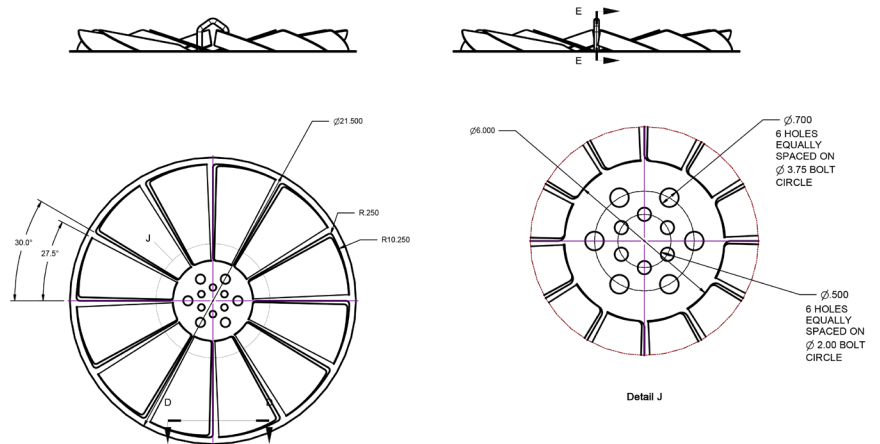 E
E
Ø21.500
R.250
R10.250
30.0°
27.5°
J
D
D
Ø6.000
Ø.700
6 HOLES
EQUALLY
SPACED ON
Ø 3.75 BOLT
CIRCLE
Ø.500
6 HOLES
EQUALLY
SPACED ON
Ø 2.00 BOLT
CIRCLE
Detail J